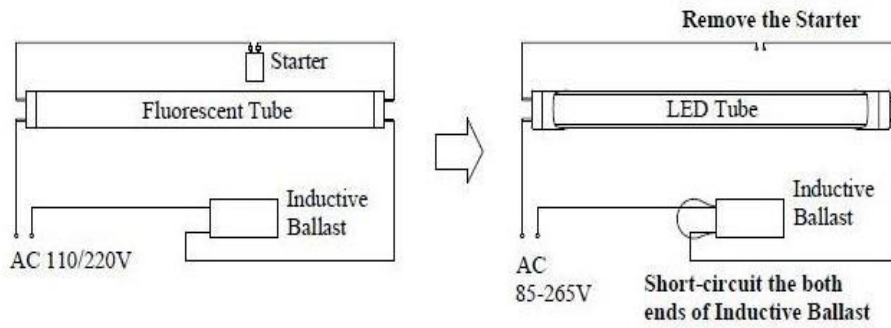 Starter
Fluorescent Tube
Inductive
Ballast
AC 110/220V
Remove the Starter
LED Tube
Inductive
Ballast
AC
85-265V
Short-circuit the both
ends of Inductive Ballast